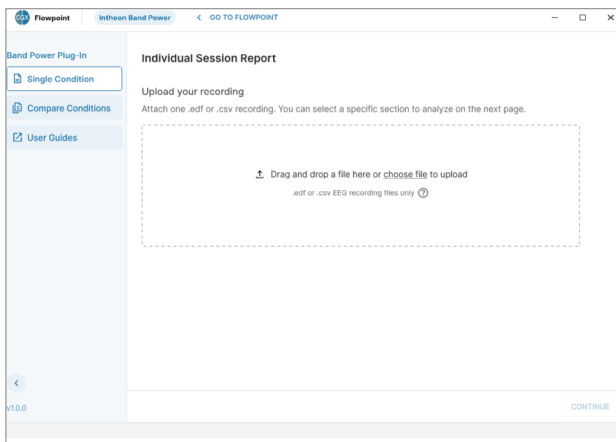 CGX Flowpoint Intheon Band Power < GO TO FLOWPOINT
Band Power Plug-In
Single Condition
Compare Conditions
User Guides
Individual Session Report
Upload your recording
Attach one .edf or .csv recording. You can select a specific section to analyze on the next page.
Drag and drop a file here or choose file to upload
.edf or .csv EEG recording files only ?
v1.0.0
CONTINUE